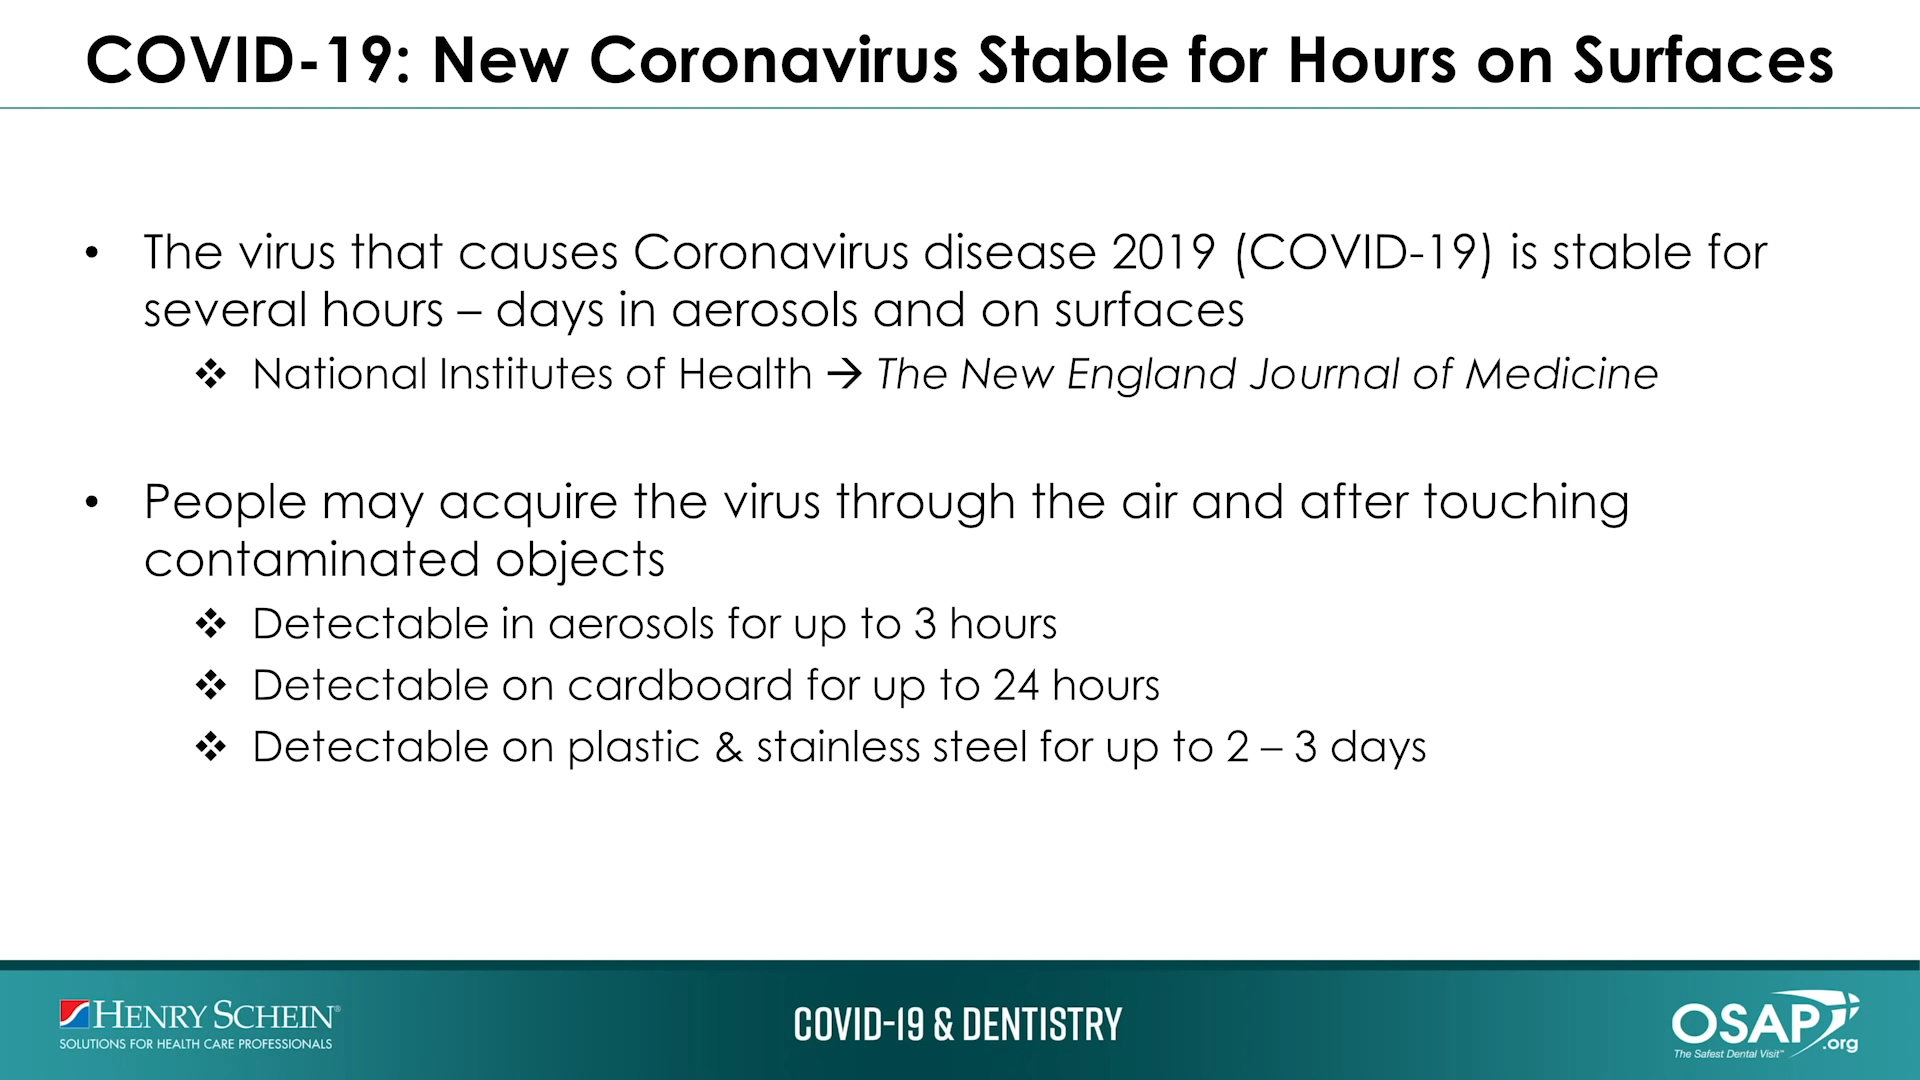 COVID-19: New Coronavirus Stable for Hours on Surfaces
• The virus that causes Coronavirus disease 2019 (COVID-19) is stable for
several hours – days in aerosols and on surfaces
❖ National Institutes of Health → The New England Journal of Medicine
• People may acquire the virus through the air and after touching
contaminated objects
❖ Detectable in aerosols for up to 3 hours
❖ Detectable on cardboard for up to 24 hours
❖ Detectable on plastic & stainless steel for up to 2 – 3 days
HENRY SCHEIN®
SOLUTIONS FOR HEALTH CARE PROFESSIONALS
COVID-19 & DENTISTRY
OSAP
.org
The Safest Dental Visit™